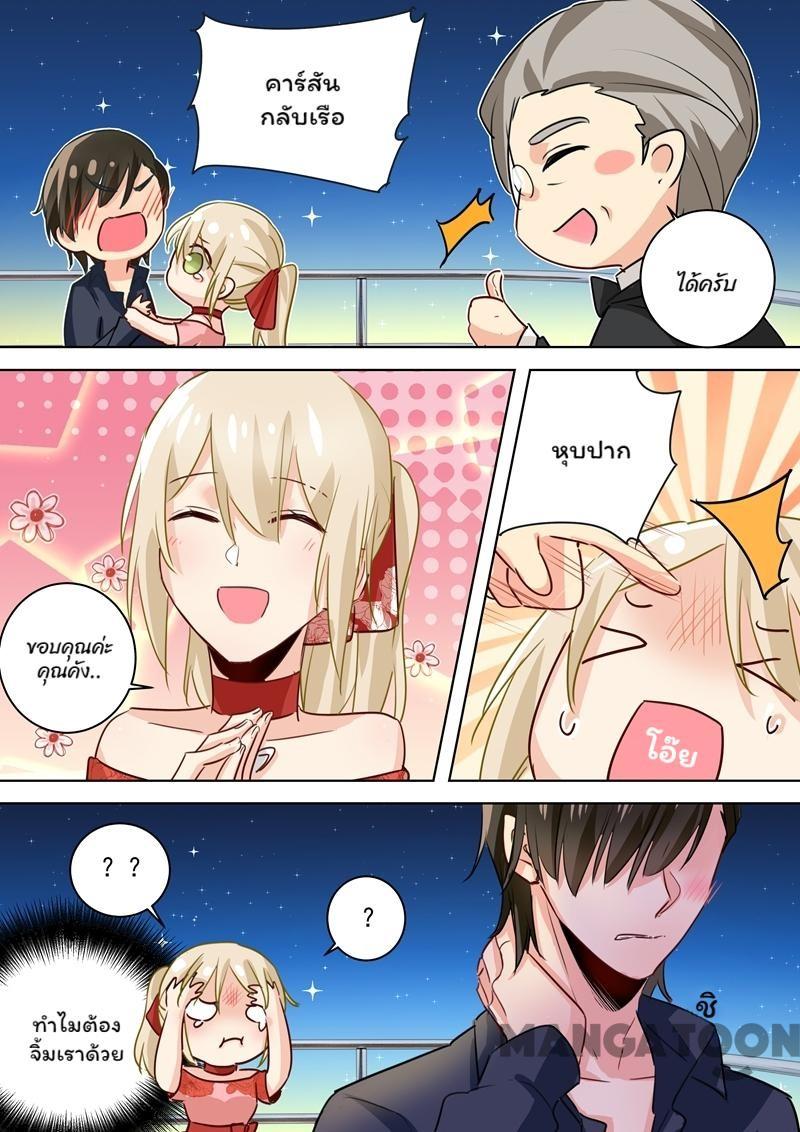 คาร์สัน
กลับเรือ
ได้ครับ
ขอบคุณค่ะ
คุณคัง..
หุบปาก
โอ๊ย
? ?
?
ทำไมต้อง
จิ้มเราด้วย
ชิ
MANGATOON